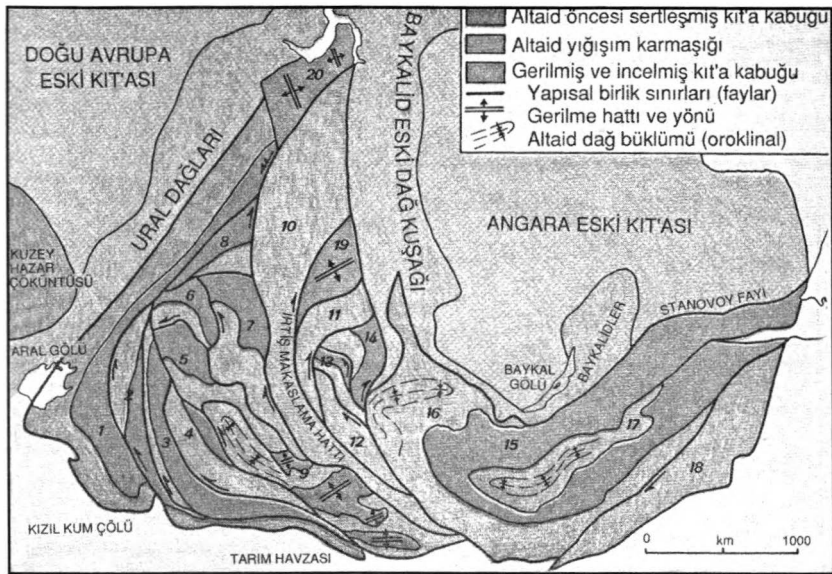 Altaid öncesi sertleşmiş kıt'a kabuğu
Altaid yığışım karmaşığı
Gerilmiş ve incelmiş kıt'a kabuğu
Yapısal birlik sınırları (faylar)
Gerilme hattı ve yönü
Altaid dağ büklümü (oroklinal)
DOĞU AVRUPA
ESKİ KIT'ASI
URAL DAĞLARI
BAYKALİD ESKİ DAĞ KUŞAĞI
ANGARA ESKİ KIT'ASI
KUZEY
HAZAR
ÇÖKÜNTÜSÜ
ARAL GÖLÜ
İRTİŞ MAKASLAMA HATTI
BAYKAL
GÖLÜ
BAYKALİDLER
STANOVOY FAYI
KIZIL KUM ÇÖLÜ
TARIM HAVZASI
20
10
8
19
6
7
11
14
5
13
2
16
1
3
4
12
9
15
17
18
0 km 1000